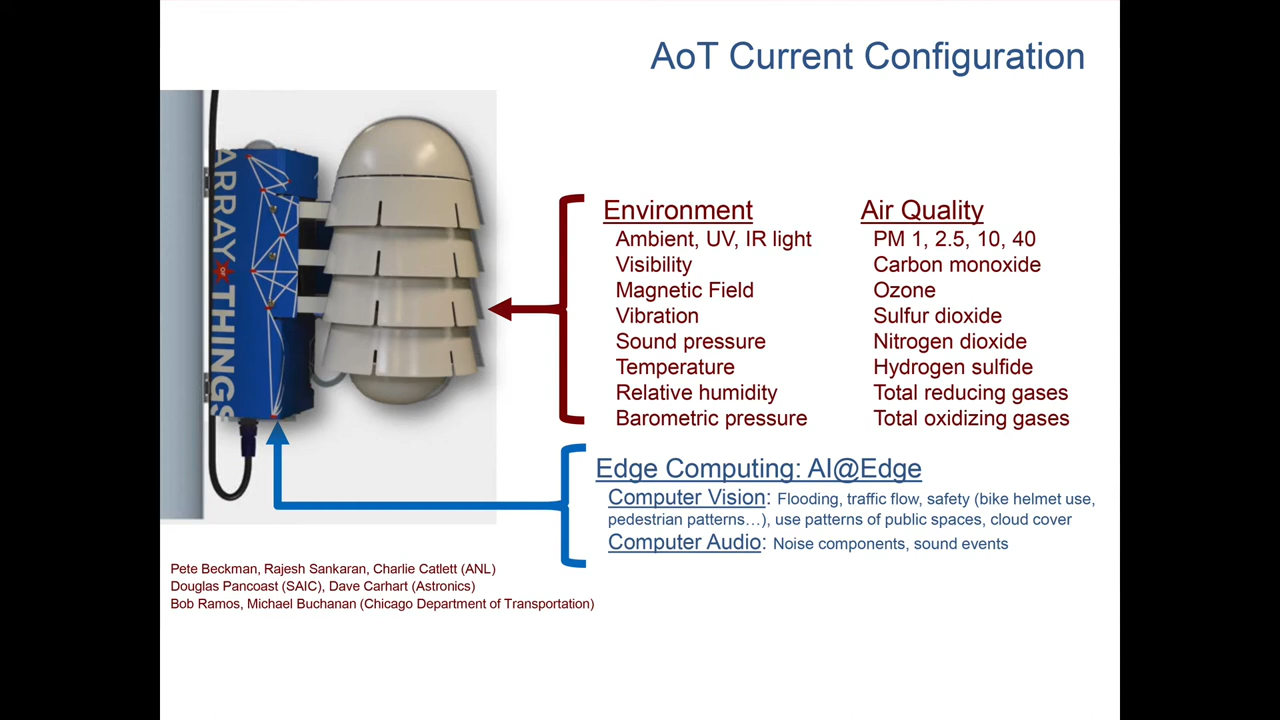 AoT Current Configuration
ARRAY OF THINGS
Environment
Ambient, UV, IR light
Visibility
Magnetic Field
Vibration
Sound pressure
Temperature
Relative humidity
Barometric pressure
Air Quality
PM 1, 2.5, 10, 40
Carbon monoxide
Ozone
Sulfur dioxide
Nitrogen dioxide
Hydrogen sulfide
Total reducing gases
Total oxidizing gases
Edge Computing: AI@Edge
Computer Vision: Flooding, traffic flow, safety (bike helmet use,
pedestrian patterns…), use patterns of public spaces, cloud cover
Computer Audio: Noise components, sound events
Pete Beckman, Rajesh Sankaran, Charlie Catlett (ANL)
Douglas Pancoast (SAIC), Dave Carhart (Astronics)
Bob Ramos, Michael Buchanan (Chicago Department of Transportation)